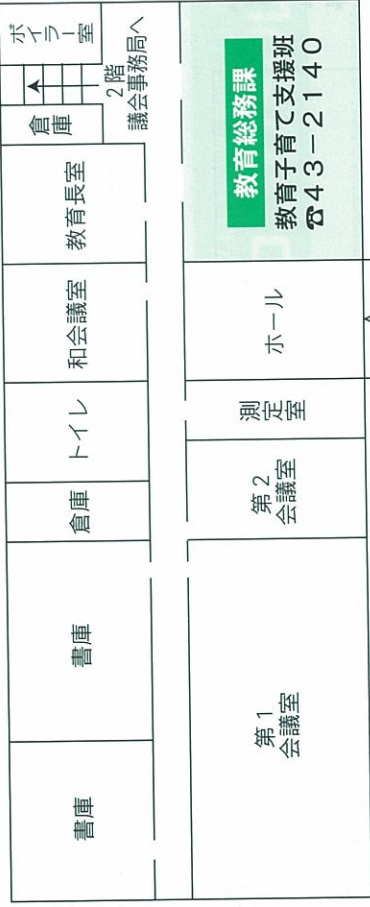 書庫
書庫
倉庫
トイレ
和会議室
教育長室
倉庫
ボイラー
室
2階
議会事務局へ
第1
会議室
第2
会議室
測定室
ホール
教育総務課
教育子育て支援班
☎43-2140